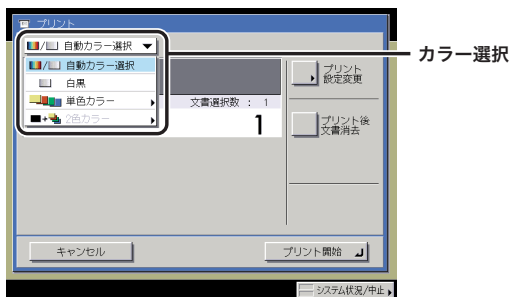 プリント
自動カラー選択
カラー選択
自動カラー選択
白黒
単色カラー
2色カラー
文書選択数 : 1
1
プリント
設定変更
プリント後
文書消去
キャンセル
プリント開始
システム状況/中止